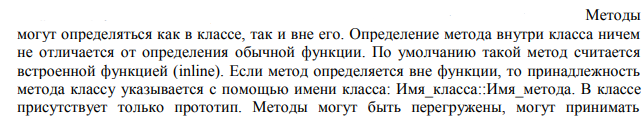 Методы
могут определяться как в классе, так и вне его. Определение метода внутри класса ничем
не отличается от определения обычной функции. По умолчанию такой метод считается
встроенной функцией (inline). Если метод определяется вне функции, то принадлежность
метода классу указывается с помощью имени класса: Имя_класса::Имя_метода. В классе
присутствует только прототип. Методы могут быть перегружены, могут принимать